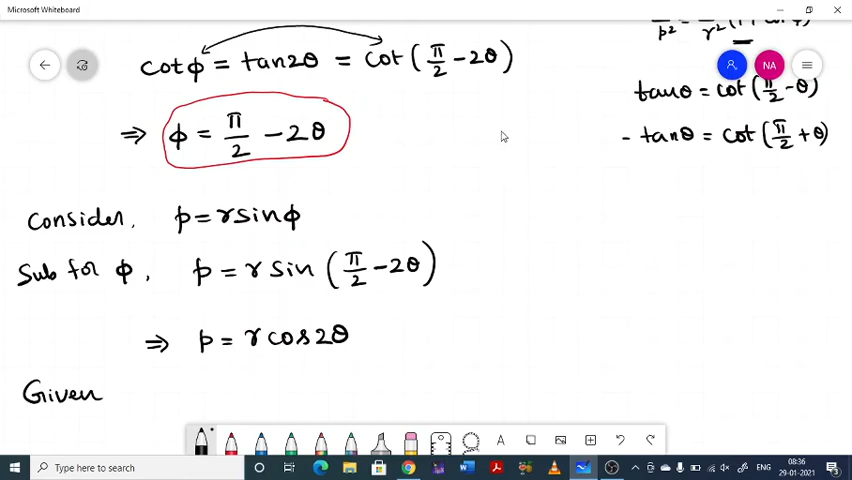 Microsoft Whiteboard
cotφ = tan2θ = cot(π/2 - 2θ)
⇒ φ = π/2 - 2θ
NA
tanθ = cot(π/2 - θ)
- tanθ = cot(π/2 + θ)
Consider, p = r sinφ
Sub for φ, p = r sin(π/2 - 2θ)
⇒ p = r cos2θ
Given
Type here to search
ENG
08:36
29-01-2021